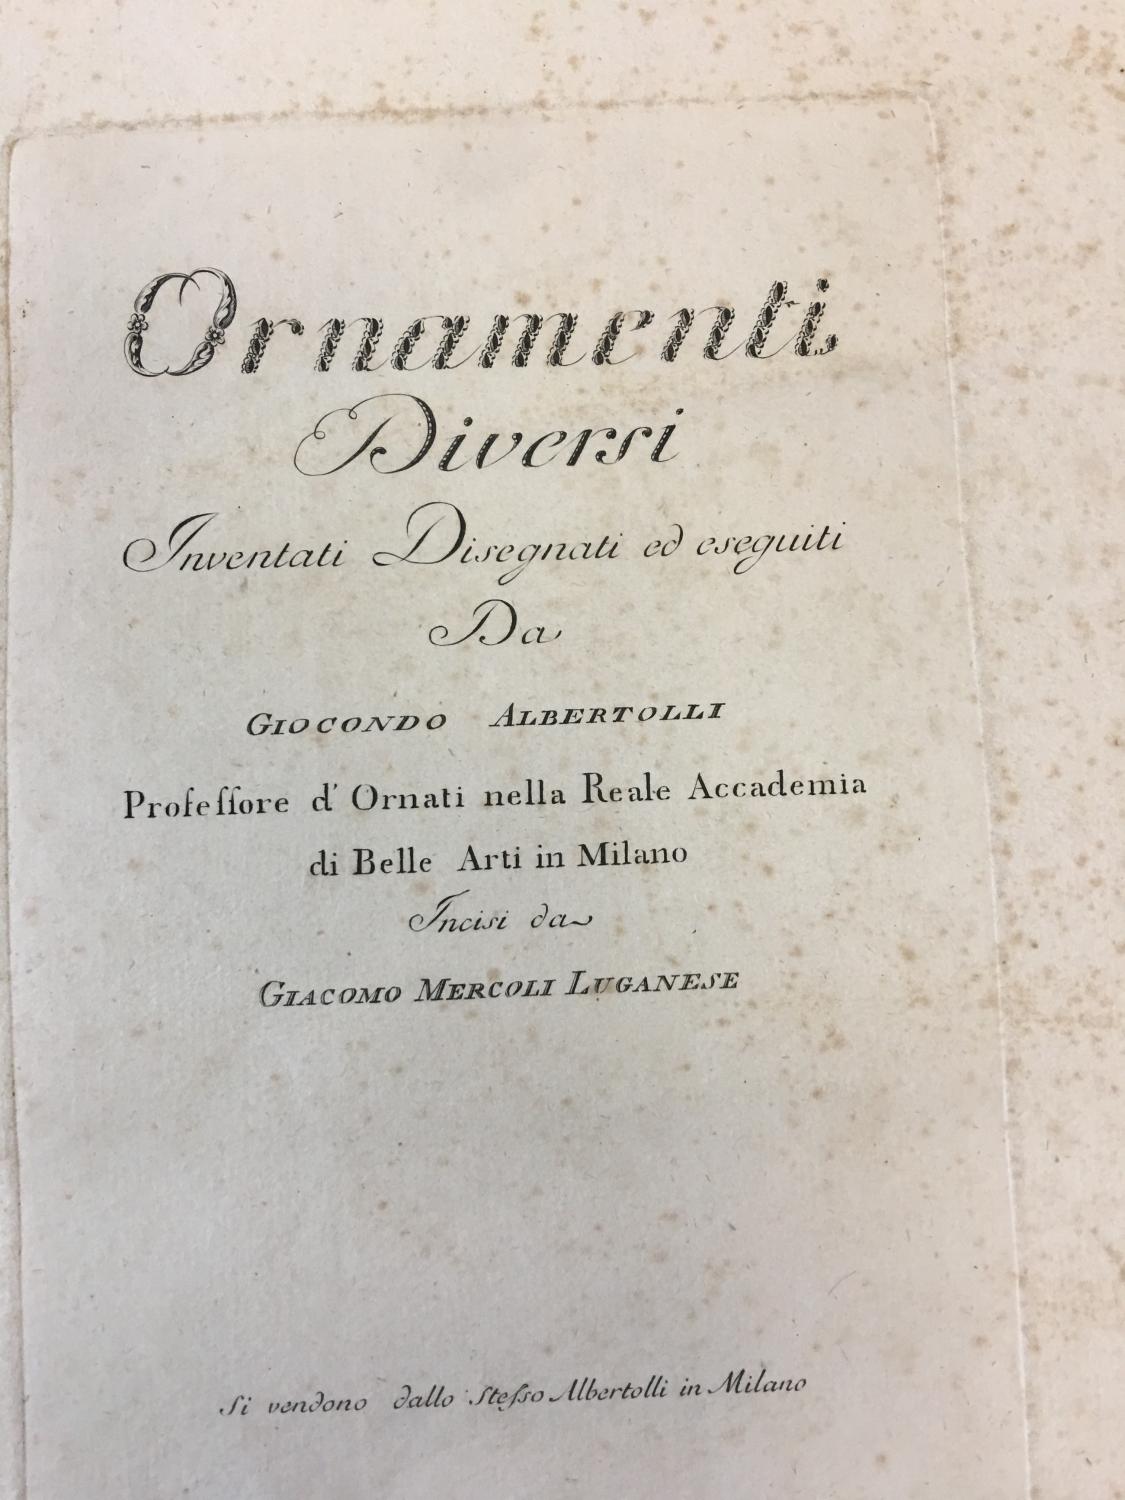 Ornamenti
Diversi
Inventati Disegnati ed eseguiti
Da
GIOCONDO ALBERTOLLI
Profeſſore d' Ornati nella Reale Accademia
di Belle Arti in Milano
Incisi da
GIACOMO MERCOLI LUGANESE
Si vendono dallo Steſso Albertolli in Milano